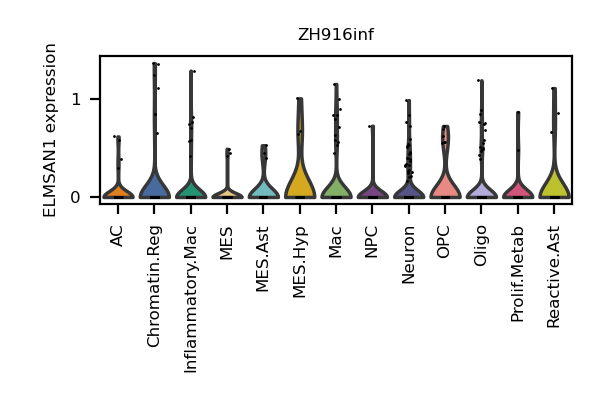 ZH916inf
ELMSAN1 expression
1
0
AC
Chromatin.Reg
Inflammatory.Mac
MES
MES.Ast
MES.Hyp
Mac
NPC
Neuron
OPC
Oligo
Prolif.Metab
Reactive.Ast